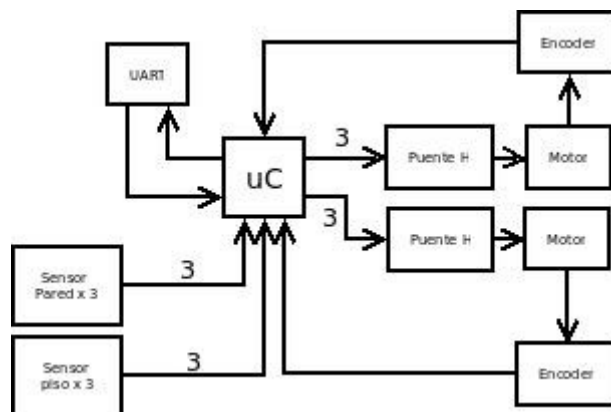 Encoder
UART
3
Puente H
Motor
uC
3
Puente H
Motor
Sensor
Pared x 3
3
Sensor
piso x 3
3
Encoder